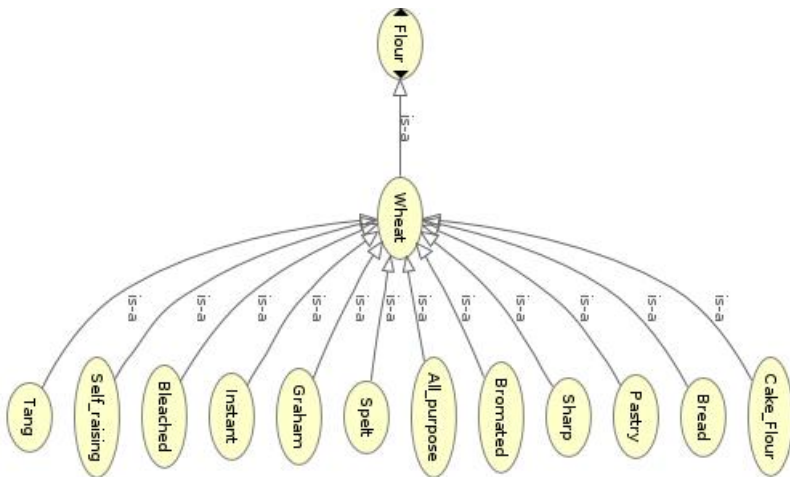 Flour
is-a
Wheat
is-a
is-a
is-a
is-a
is-a
is-a
is-a
is-a
is-a
is-a
is-a
is-a
Tang
Self_raising
Bleached
Instant
Graham
Spelt
All_purpose
Bromated
Sharp
Pastry
Bread
Cake_Flour